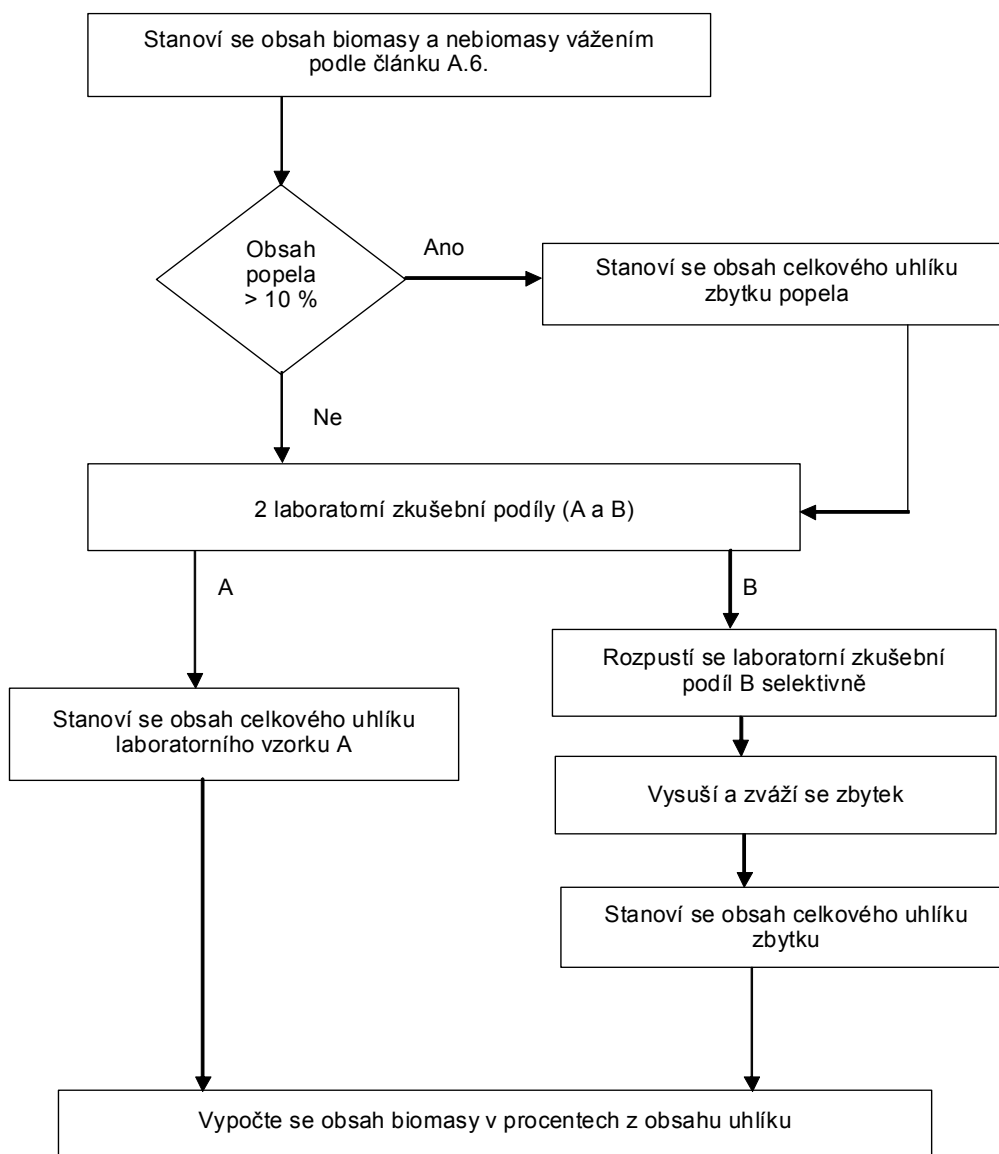 Stanoví se obsah biomasy a nebiomasy vážením
podle článku A.6.
Obsah
popela
> 10 %
Ano
Stanoví se obsah celkového uhlíku
zbytku popela
Ne
2 laboratorní zkušební podíly (A a B)
A
B
Rozpustí se laboratorní zkušební
podíl B selektivně
Stanoví se obsah celkového uhlíku
laboratorního vzorku A
Vysuší a zváží se zbytek
Stanoví se obsah celkového uhlíku
zbytku
Vypočte se obsah biomasy v procentech z obsahu uhlíku